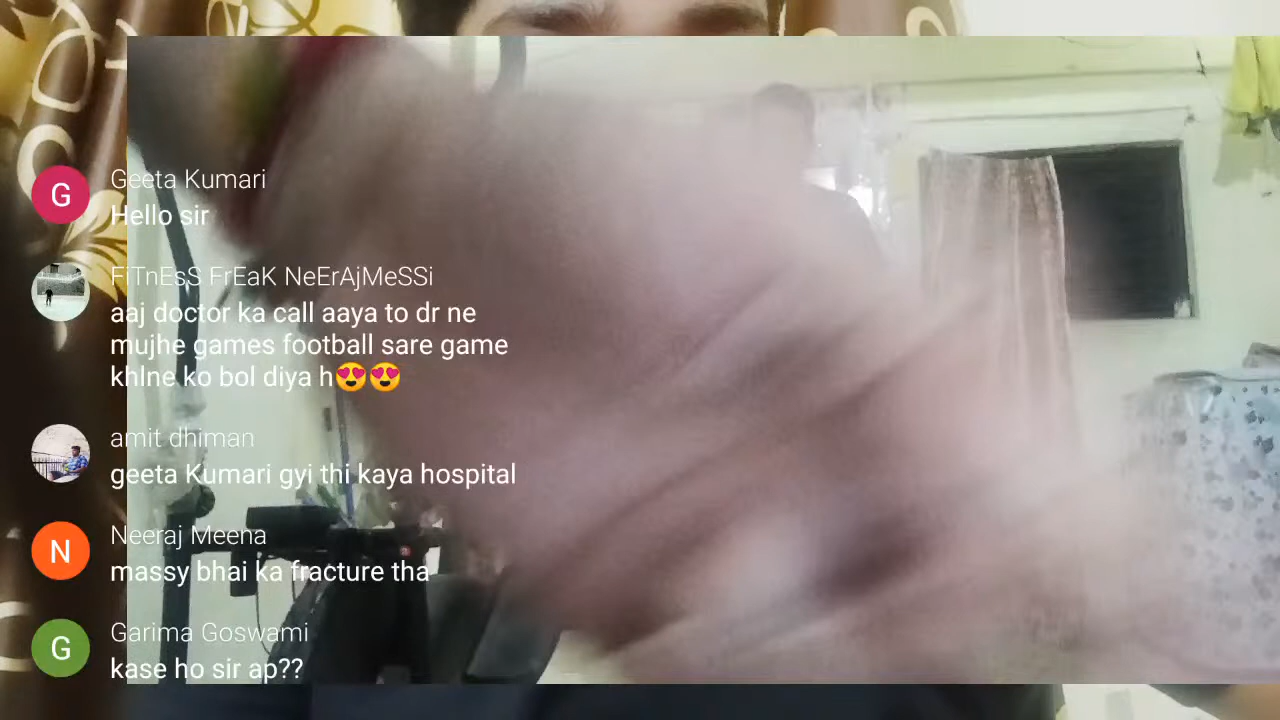 G
Geeta Kumari
Hello sir
FiTnEsS FrEaK NeErAjMeSSi
aaj doctor ka call aaya to dr ne
mujhe games football sare game
khlne ko bol diya h😍😍
amit dhiman
geeta Kumari gyi thi kaya hospital
N
Neeraj Meena
massy bhai ka fracture tha
G
Garima Goswami
kase ho sir ap??